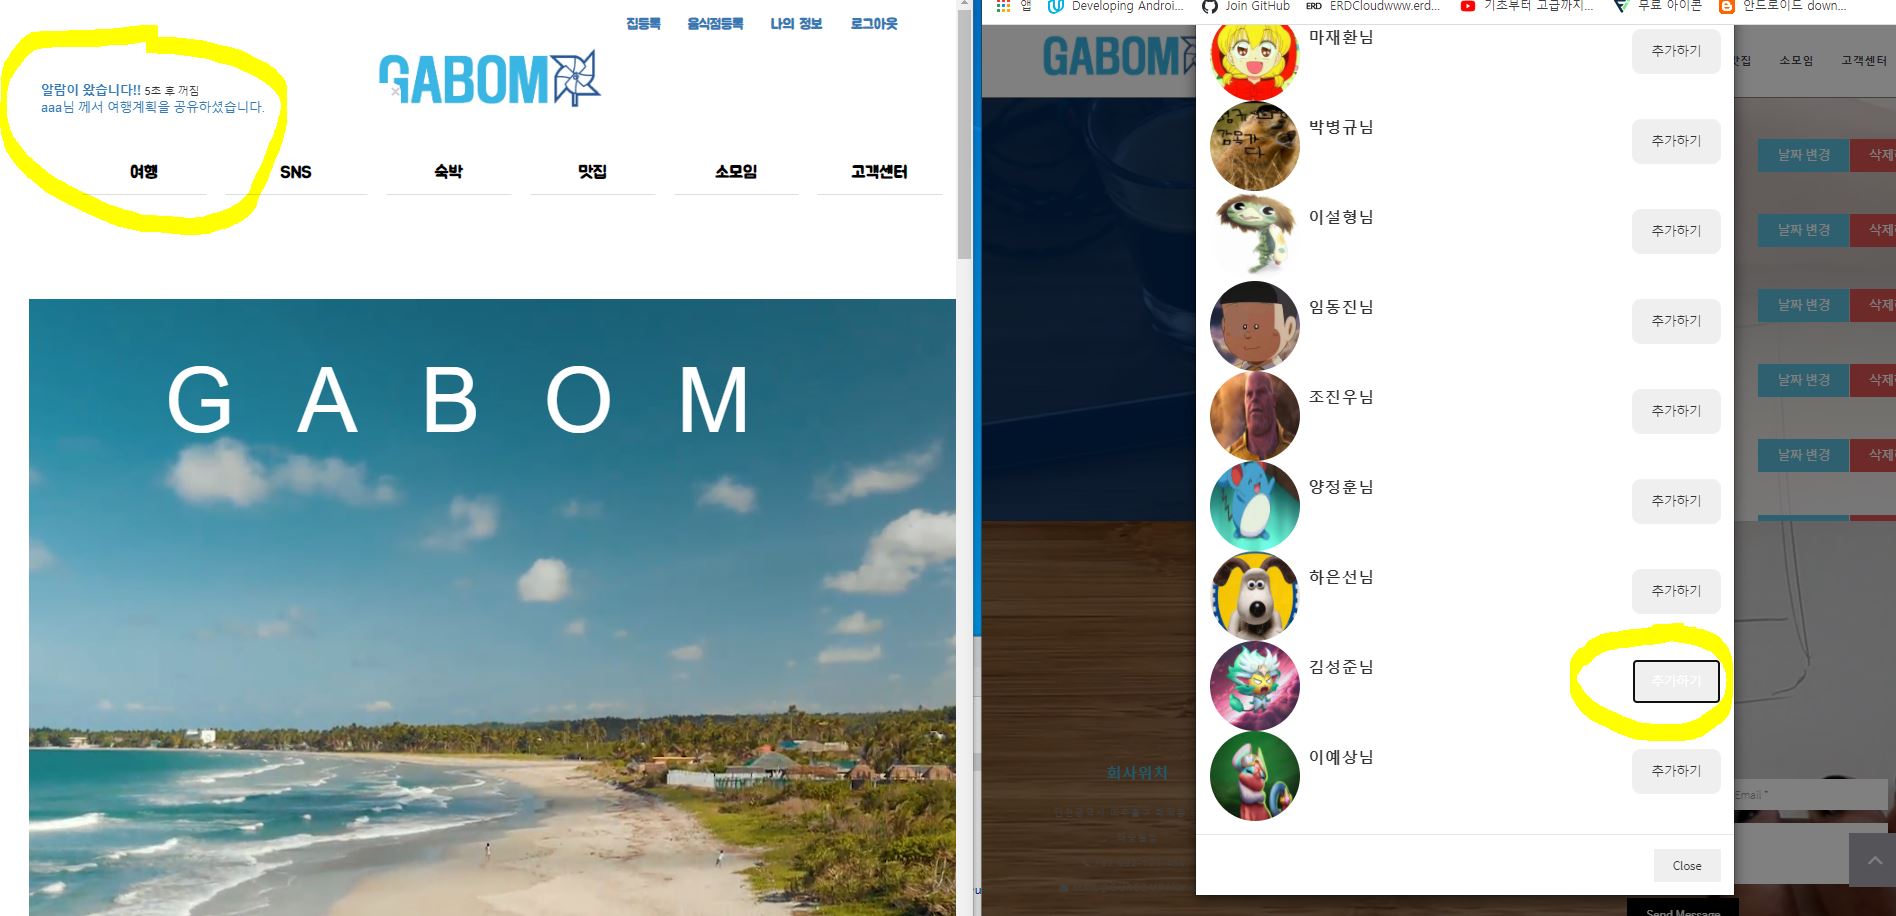 집등록 음식점등록 나의 정보 로그아웃
GABOM
알람이 왔습니다!! 5초 후 꺼짐
aaa님 께서 여행계획을 공유하셨습니다.
여행 SNS 숙박 맛집 소모임 고객센터
GABOM
앱 Developing Androi... Join GitHub ERD ERDCloudwww.erd... 기초부터 고급까지... 무료 아이콘 안드로이드 down...
GABOM
맛집 소모임 고객센터
마재환님 추가하기
박병규님 추가하기
이설형님 추가하기
임동진님 추가하기
조진우님 추가하기
양정훈님 추가하기
하은선님 추가하기
김성준님 추가하기
이예상님 추가하기
Close
날짜 변경
날짜 변경
날짜 변경
날짜 변경
날짜 변경
회사위치
Email *
Send Message